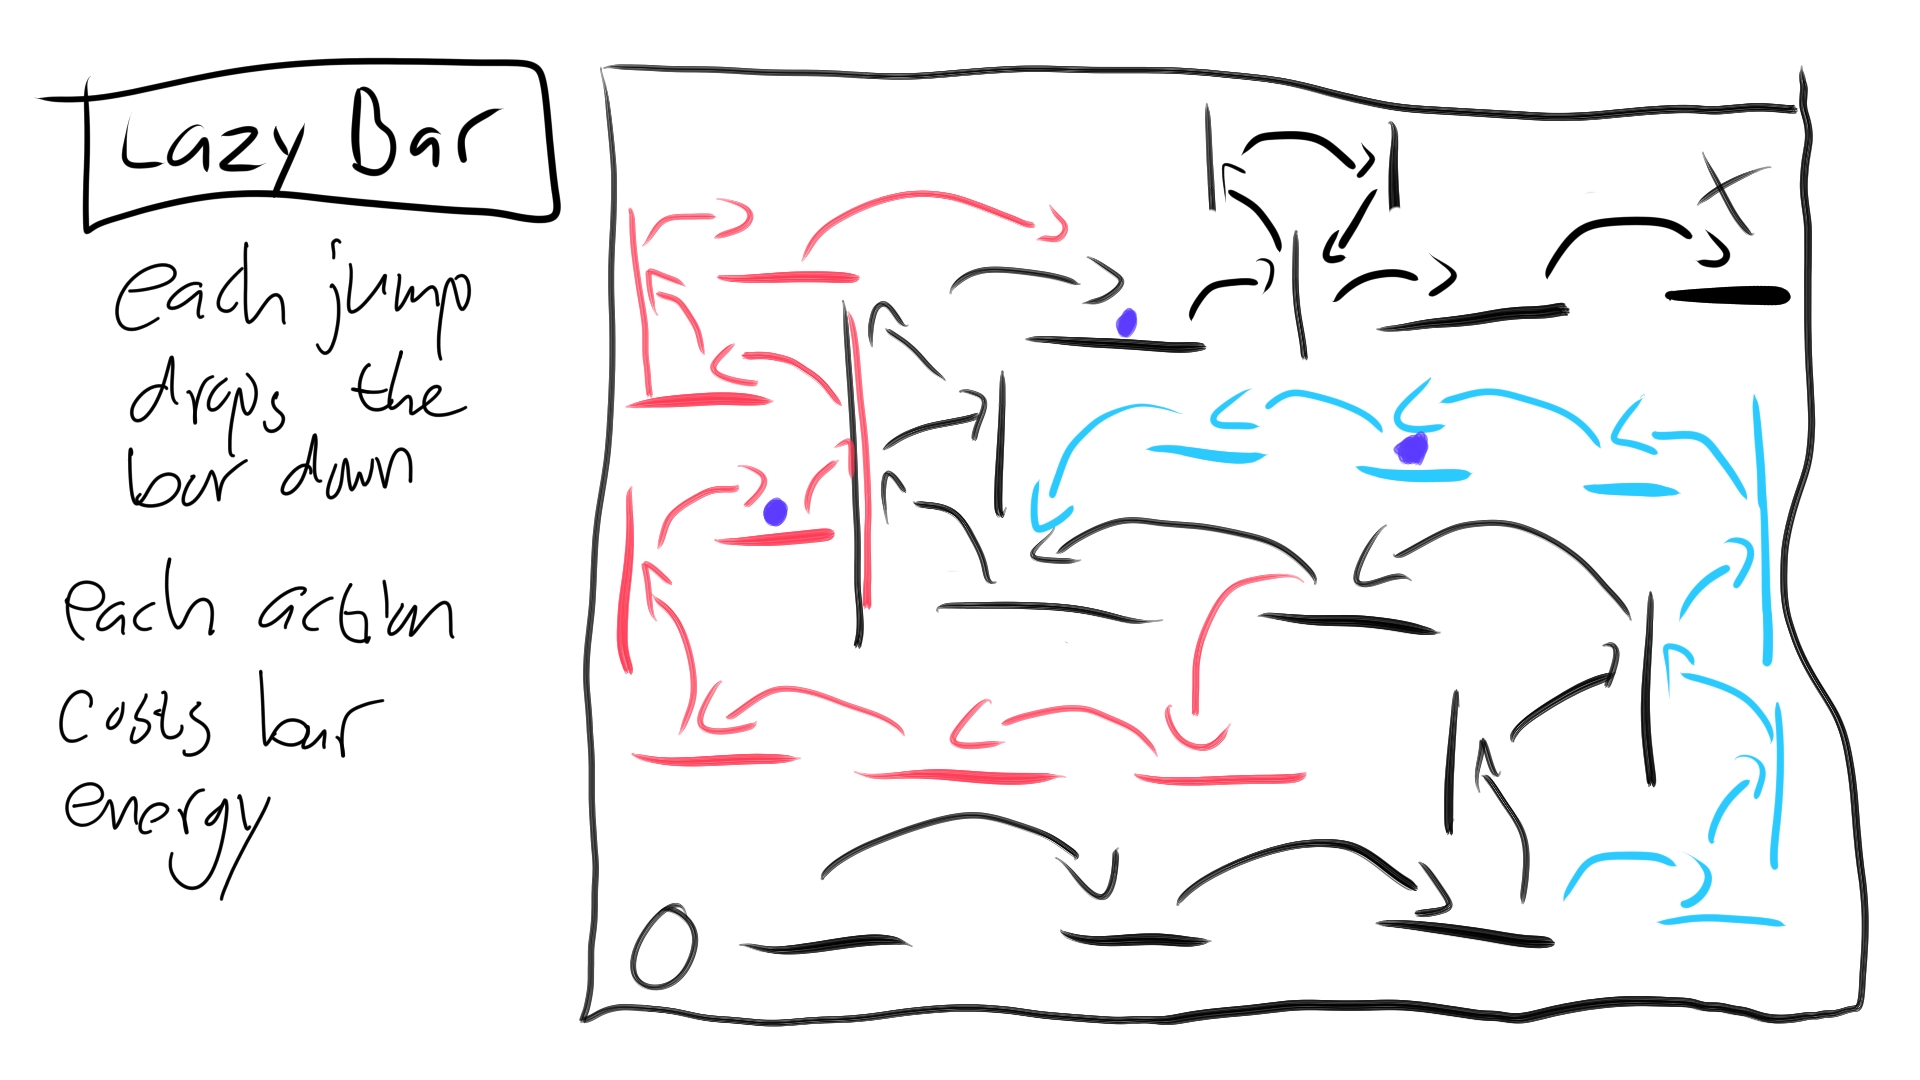 Lazy Bar
each jump
drops the
bar down
each action
costs bar
energy